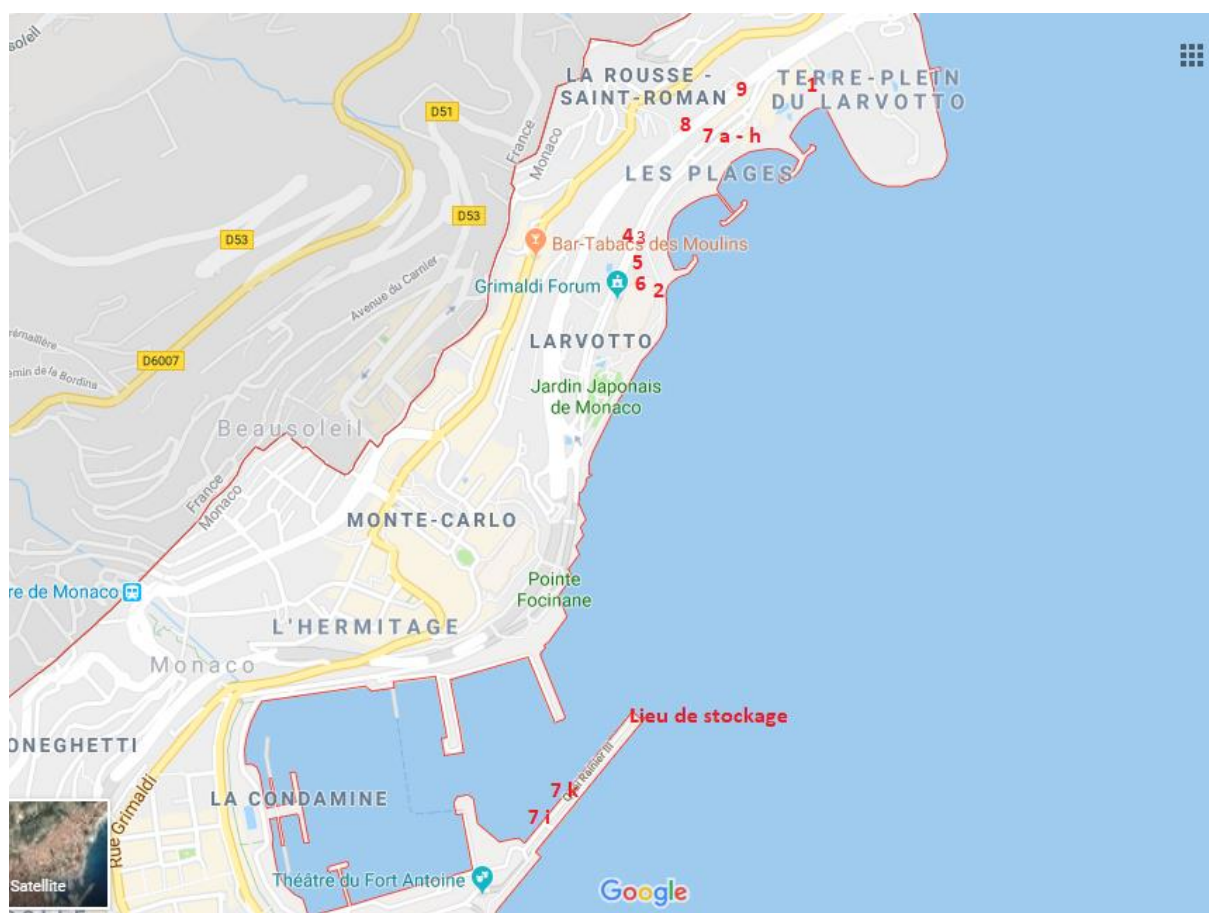 LA ROUSSE -
SAINT-ROMAN
TERRE-PLEIN
DU LARVOTTO
1
9
8
7 a - h
D51
France
Monaco
LES PLAGES
D53
D53
4 3
Bar-Tabacs des Moulins
5
Grimaldi Forum
6
2
Avenue du Carnier
LARVOTTO
D6007
Jardin Japonais
de Monaco
Beausoleil
France
Monaco
MONTE-CARLO
Pointe
Focinane
re de Monaco
L'HERMITAGE
Monaco
Lieu de stockage
ONEGHETTI
Quai Rainier III
7 k
LA CONDAMINE
7 i
Rue Grimaldi
Satellite
Théâtre du Fort Antoine
Google